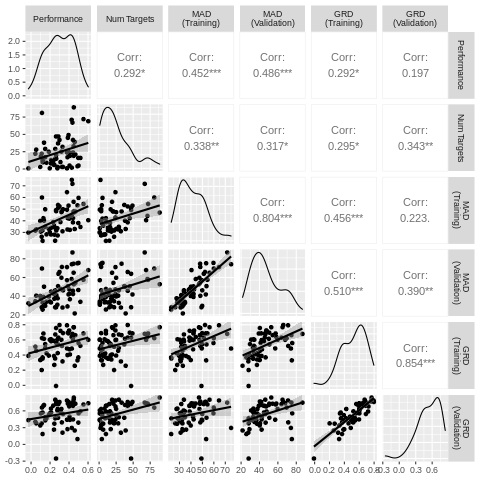 Performance
Num Targets
MAD
(Training)
MAD
(Validation)
GRD
(Training)
GRD
(Validation)
2.0
1.5
1.0
0.5
0.0
Corr:
0.292*
Corr:
0.452***
Corr:
0.486***
Corr:
0.292*
Corr:
0.197
Performance
75
50
25
0
Corr:
0.338**
Corr:
0.317*
Corr:
0.295*
Corr:
0.343**
Num Targets
70
60
50
40
30
Corr:
0.804***
Corr:
0.456***
Corr:
0.223.
MAD
(Training)
80
60
40
20
Corr:
0.510***
Corr:
0.390**
MAD
(Validation)
0.8
0.6
0.4
0.2
0.0
Corr:
0.854***
GRD
(Training)
0.6
0.3
0.0
-0.3
GRD
(Validation)
0.0 0.2 0.4 0.6
0 25 50 75
30 40 50 60 70
20 40 60 80
0.0 0.2 0.4 0.6 0.8
-0.3 0.0 0.3 0.6